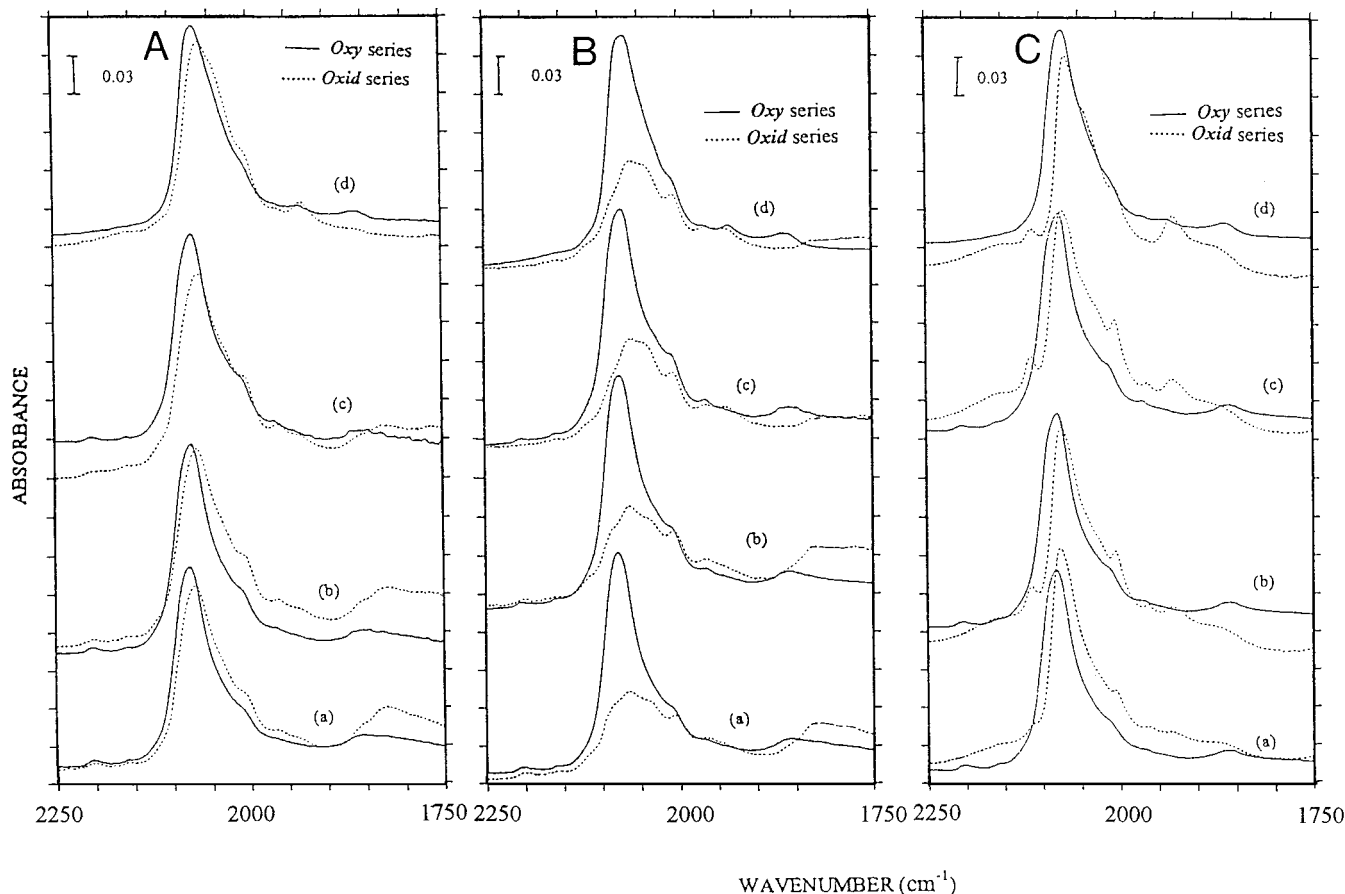 A
B
C
Oxy series
Oxid series
0.03
Oxy series
Oxid series
0.03
Oxy series
Oxid series
0.03
(d)
(c)
(b)
(a)
(d)
(c)
(b)
(a)
(d)
(c)
(b)
(a)
ABSORBANCE
2250
2000
1750
2250
2000
1750
2250
2000
1750
WAVENUMBER (cm-1)